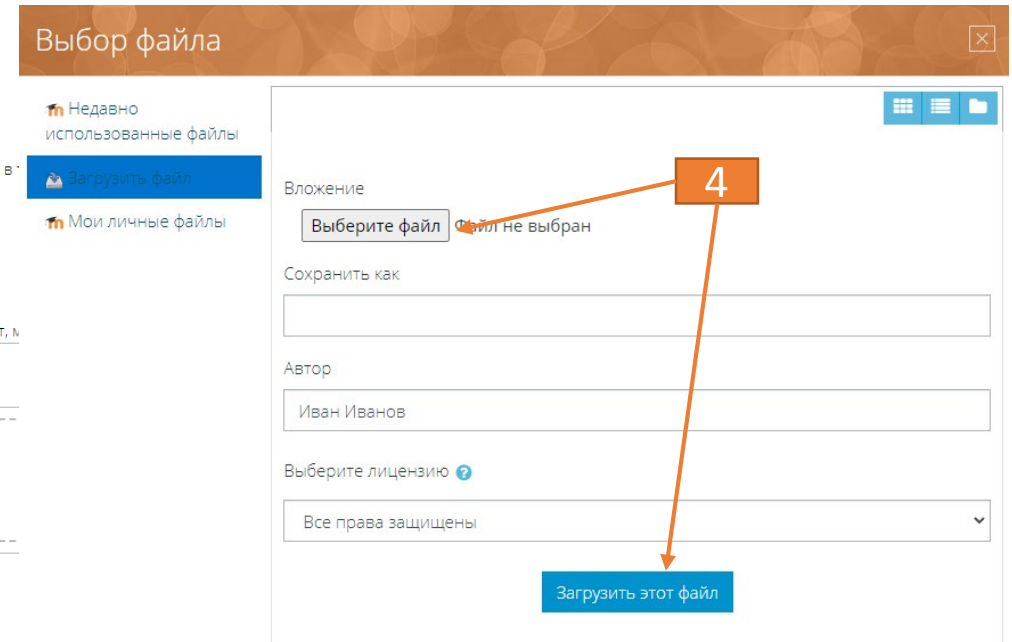 Выбор файла
Недавно
использованные файлы
Загрузить файл
Мои личные файлы
в
т, м
Вложение
4
Выберите файл Файл не выбран
Сохранить как
Автор
Иван Иванов
Выберите лицензию ?
Все права защищены
Загрузить этот файл